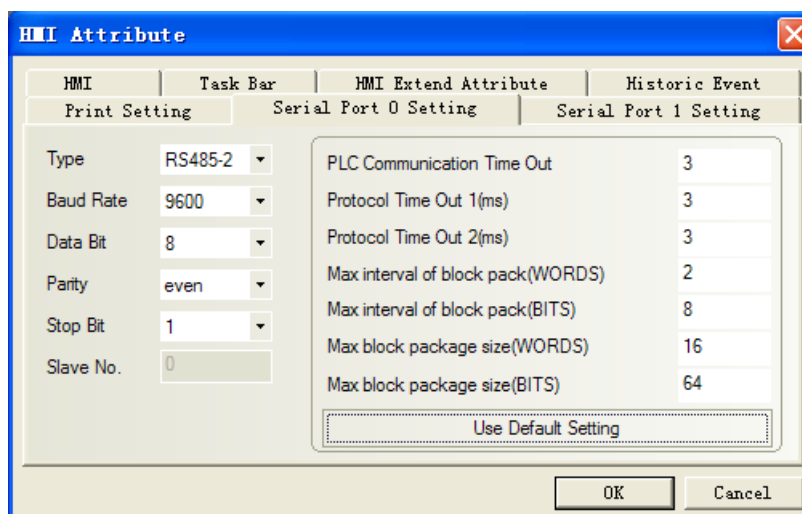 HMI Attribute
HMI Task Bar HMI Extend Attribute Historic Event
Print Setting Serial Port 0 Setting Serial Port 1 Setting
Type RS485-2
Baud Rate 9600
Data Bit 8
Parity even
Stop Bit 1
Slave No. 0
PLC Communication Time Out 3
Protocol Time Out 1(ms) 3
Protocol Time Out 2(ms) 3
Max interval of block pack(WORDS) 2
Max interval of block pack(BITS) 8
Max block package size(WORDS) 16
Max block package size(BITS) 64
Use Default Setting
OK Cancel